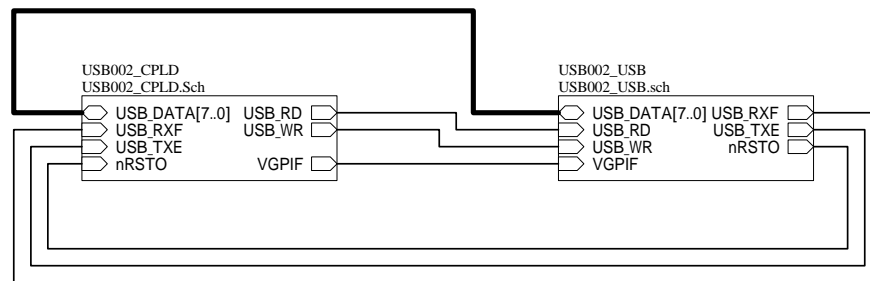 USB002_CPLD
USB002_CPLD.Sch
USB_DATA[7..0] USB_RD
USB_RXF USB_WR
USB_TXE
nRSTO VGPIF
USB002_USB
USB002_USB.sch
USB_DATA[7..0] USB_RXF
USB_RD USB_TXE
USB_WR nRSTO
VGPIF